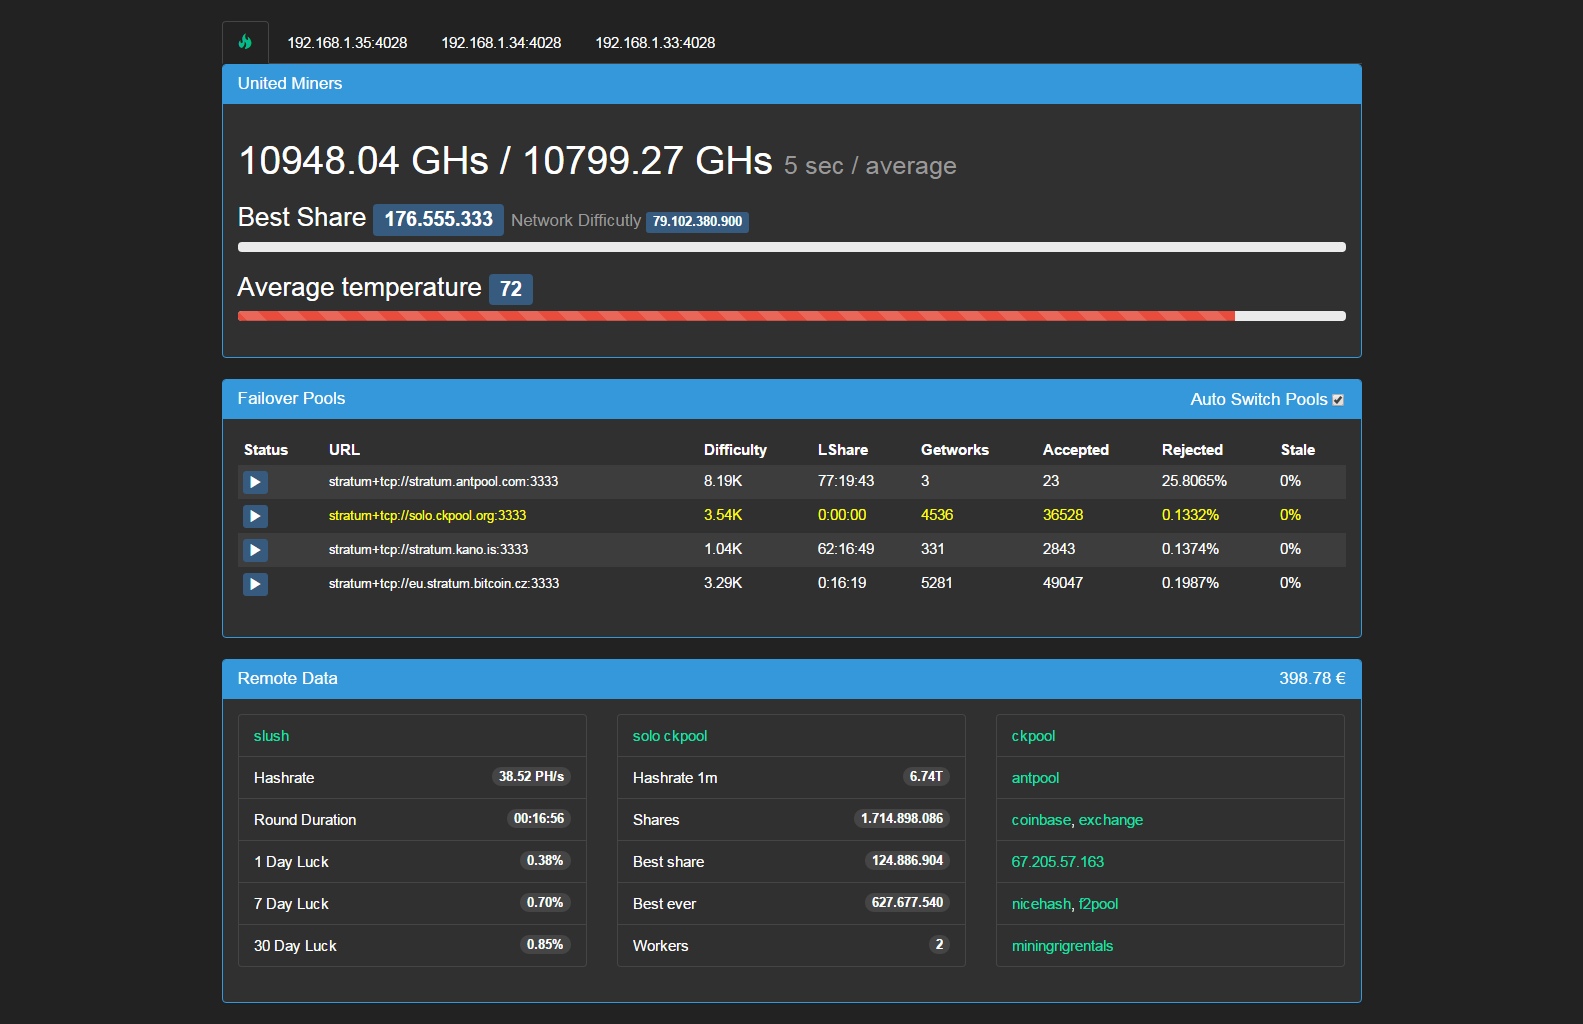 192.168.1.35:4028 192.168.1.34:4028 192.168.1.33:4028
United Miners
10948.04 GHs / 10799.27 GHs 5 sec / average
Best Share 176.555.333 Network Difficutly 79.102.380.900
Average temperature 72
Failover Pools Auto Switch Pools
Status URL Difficulty LShare Getworks Accepted Rejected Stale
stratum+tcp://stratum.antpool.com:3333 8.19K 77:19:43 3 23 25.8065% 0%
stratum+tcp://solo.ckpool.org:3333 3.54K 0:00:00 4536 36528 0.1332% 0%
stratum+tcp://stratum.kano.is:3333 1.04K 62:16:49 331 2843 0.1374% 0%
stratum+tcp://eu.stratum.bitcoin.cz:3333 3.29K 0:16:19 5281 49047 0.1987% 0%
Remote Data 398.78 €
slush
Hashrate 38.52 PH/s
Round Duration 00:16:56
1 Day Luck 0.38%
7 Day Luck 0.70%
30 Day Luck 0.85%
solo ckpool
Hashrate 1m 6.74T
Shares 1.714.898.086
Best share 124.886.904
Best ever 627.677.540
Workers 2
ckpool
antpool
coinbase, exchange
67.205.57.163
nicehash, f2pool
miningrigrentals